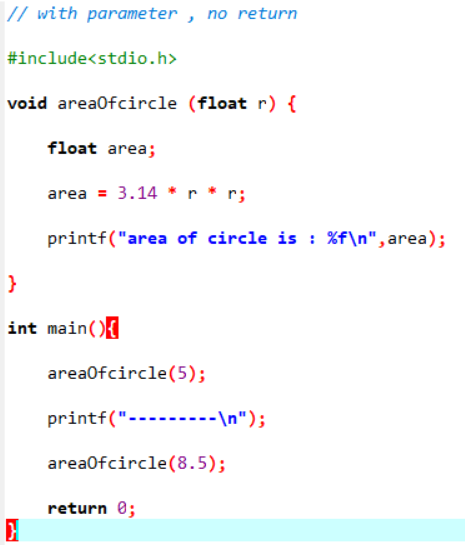 // with parameter , no return
#include<stdio.h>
void areaOfcircle (float r) {
float area;
area = 3.14 * r * r;
printf("area of circle is : %f\n",area);
}
int main(){
areaOfcircle(5);
printf("---------\n");
areaOfcircle(8.5);
return 0;
}